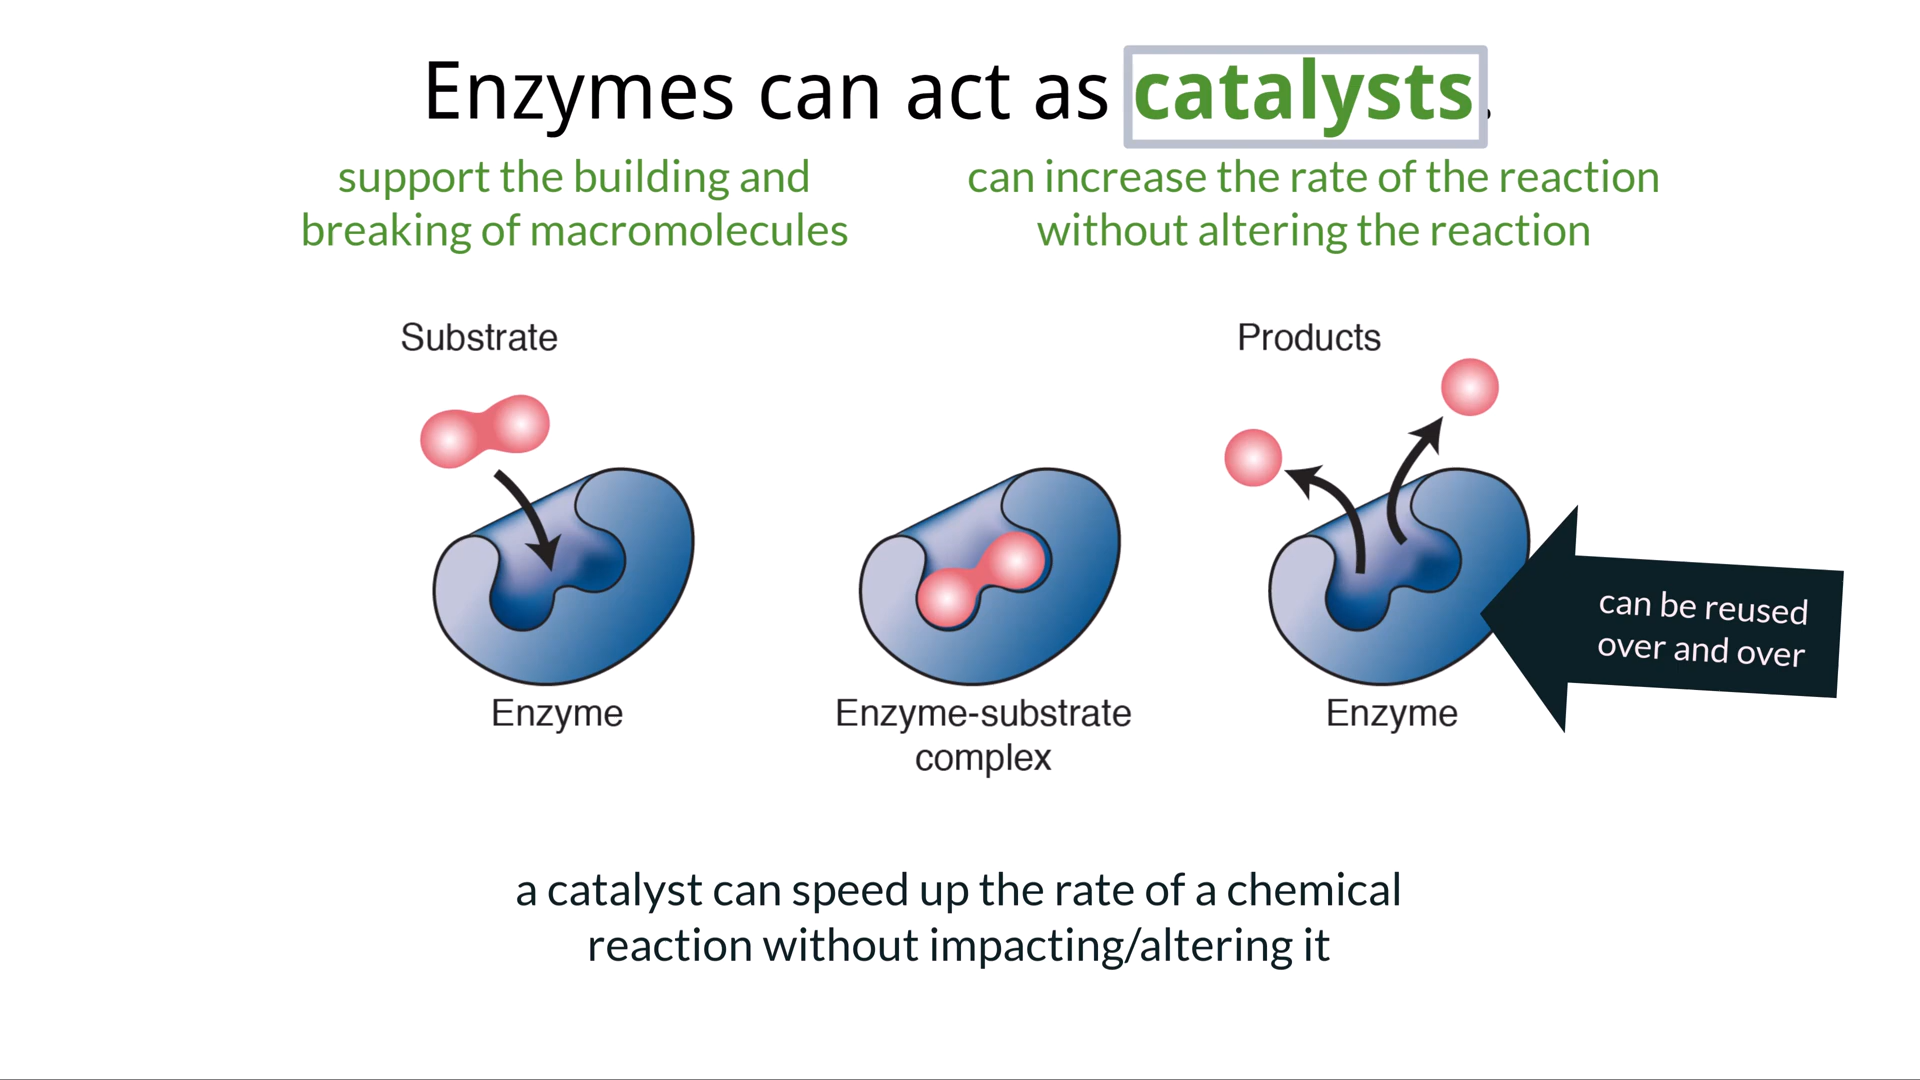 Enzymes can act as catalysts.
support the building and
breaking of macromolecules
can increase the rate of the reaction
without altering the reaction
Substrate
Products
can be reused
over and over
Enzyme
Enzyme-substrate
complex
Enzyme
a catalyst can speed up the rate of a chemical
reaction without impacting/altering it